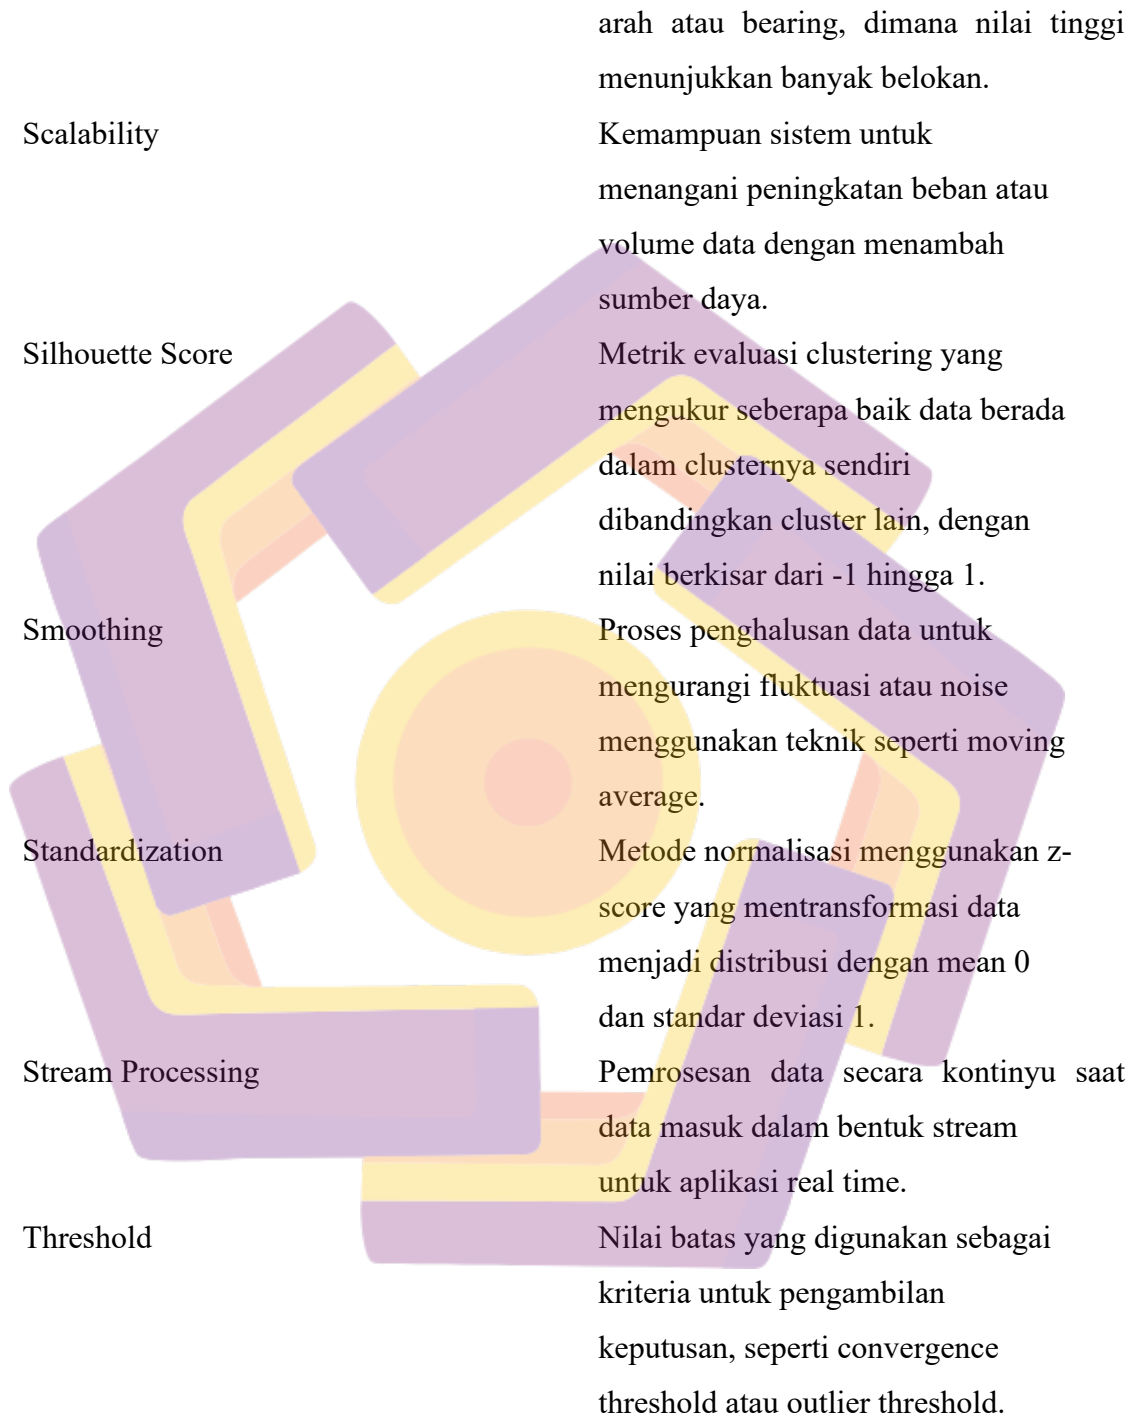 arah atau bearing, dimana nilai tinggi
menunjukkan banyak belokan.
Scalability Kemampuan sistem untuk
menangani peningkatan beban atau
volume data dengan menambah
sumber daya.
Silhouette Score Metrik evaluasi clustering yang
mengukur seberapa baik data berada
dalam clusternya sendiri
dibandingkan cluster lain, dengan
nilai berkisar dari -1 hingga 1.
Smoothing Proses penghalusan data untuk
mengurangi fluktuasi atau noise
menggunakan teknik seperti moving
average.
Standardization Metode normalisasi menggunakan z-
score yang mentransformasi data
menjadi distribusi dengan mean 0
dan standar deviasi 1.
Stream Processing Pemrosesan data secara kontinyu saat
data masuk dalam bentuk stream
untuk aplikasi real time.
Threshold Nilai batas yang digunakan sebagai
kriteria untuk pengambilan
keputusan, seperti convergence
threshold atau outlier threshold.